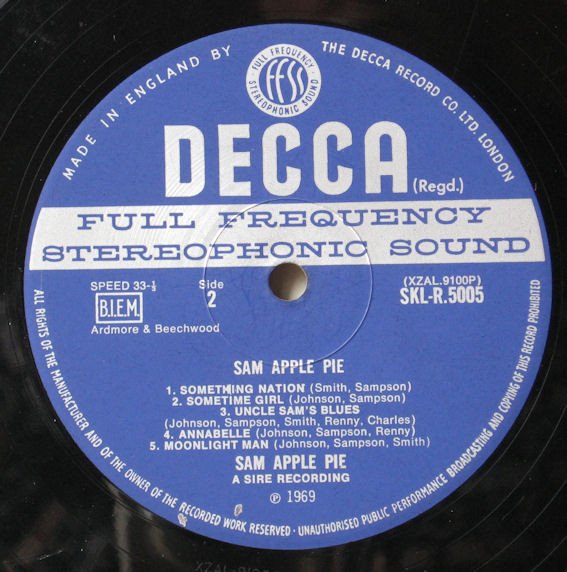 MADE IN ENGLAND BY
THE DECCA RECORD CO. LTD. LONDON
FULL FREQUENCY
FFSS
STEREOPHONIC SOUND
DECCA (Regd.)
FULL FREQUENCY
STEREOPHONIC SOUND
SPEED 33-⅓
B.I.E.M.
Ardmore & Beechwood
Side
2
(XZAL.9100P)
SKL-R.5005
SAM APPLE PIE
1. SOMETHING NATION (Smith, Sampson)
2. SOMETIME GIRL (Johnson, Sampson)
3. UNCLE SAM'S BLUES
(Johnson, Sampson, Smith, Renny, Charles)
4. ANNABELLE (Johnson, Sampson, Renny)
5. MOONLIGHT MAN (Johnson, Sampson, Smith)
SAM APPLE PIE
A SIRE RECORDING
℗ 1969
ALL RIGHTS OF THE MANUFACTURER AND OF THE OWNER OF THE RECORDED WORK RESERVED · UNAUTHORISED PUBLIC PERFORMANCE BROADCASTING AND COPYING OF THIS RECORD PROHIBITED